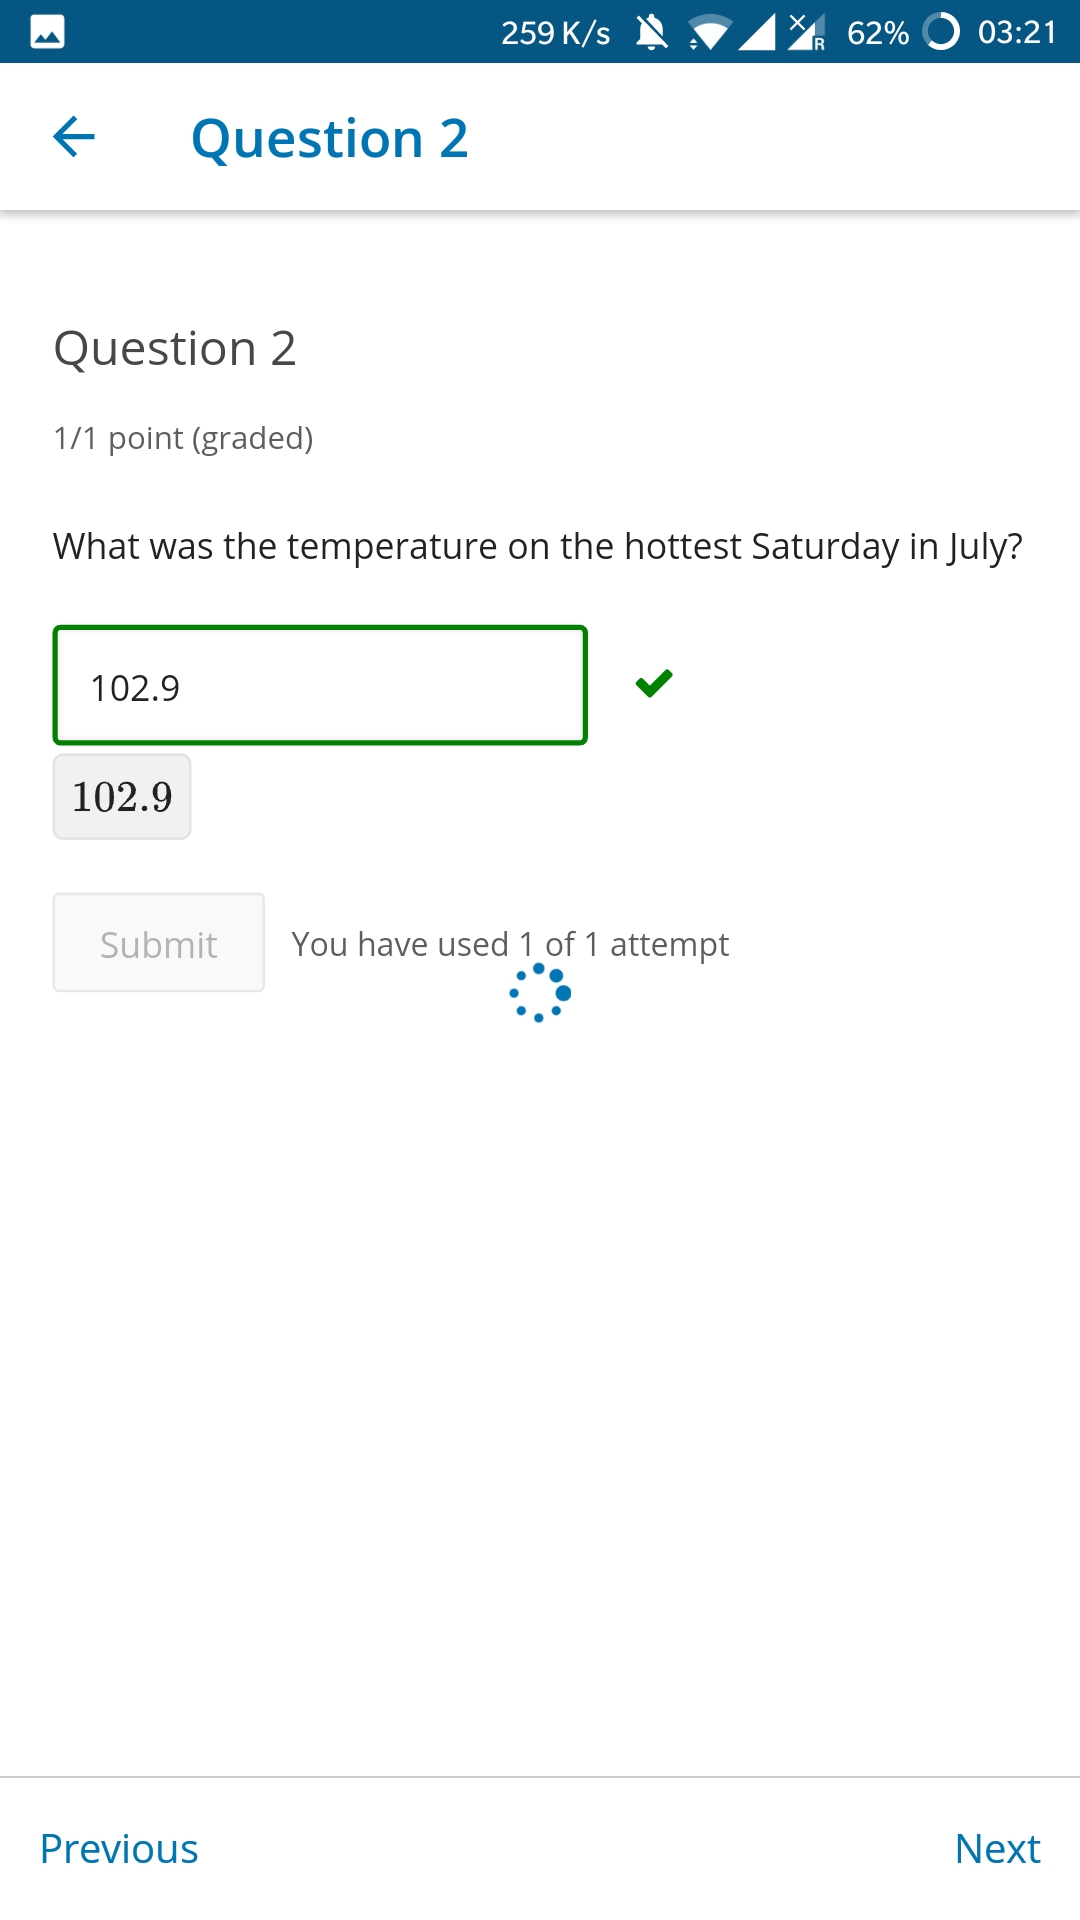 259 K/s R 62% 03:21
Question 2
Question 2
1/1 point (graded)
What was the temperature on the hottest Saturday in July?
102.9
102.9
Submit You have used 1 of 1 attempt
Previous Next